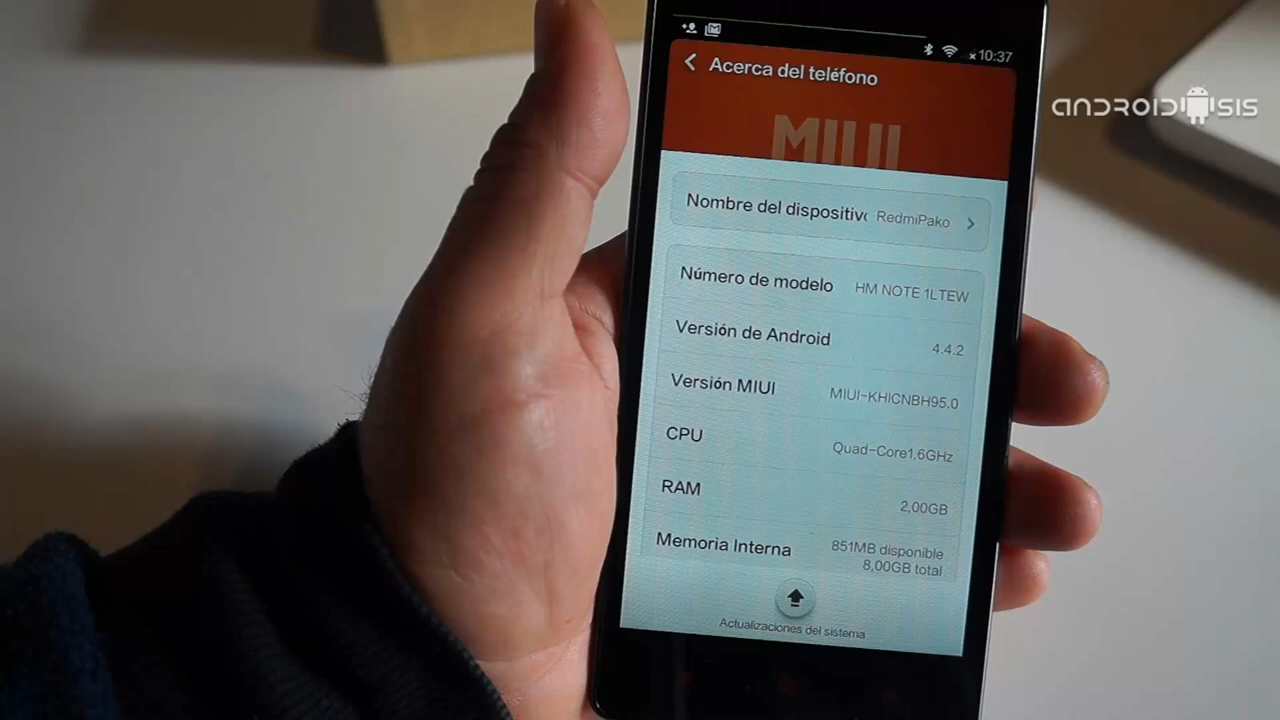 10:37
Acerca del teléfono
ANDROIDSIS
MIUI
Nombre del dispositivo RedmiPako
Número de modelo HM NOTE 1LTEW
Versión de Android 4.4.2
Versión MIUI MIUI-KHICNBH95.0
CPU Quad-Core1,6GHz
RAM 2,00GB
Memoria Interna 851MB disponible
8,00GB total
Actualizaciones del sistema